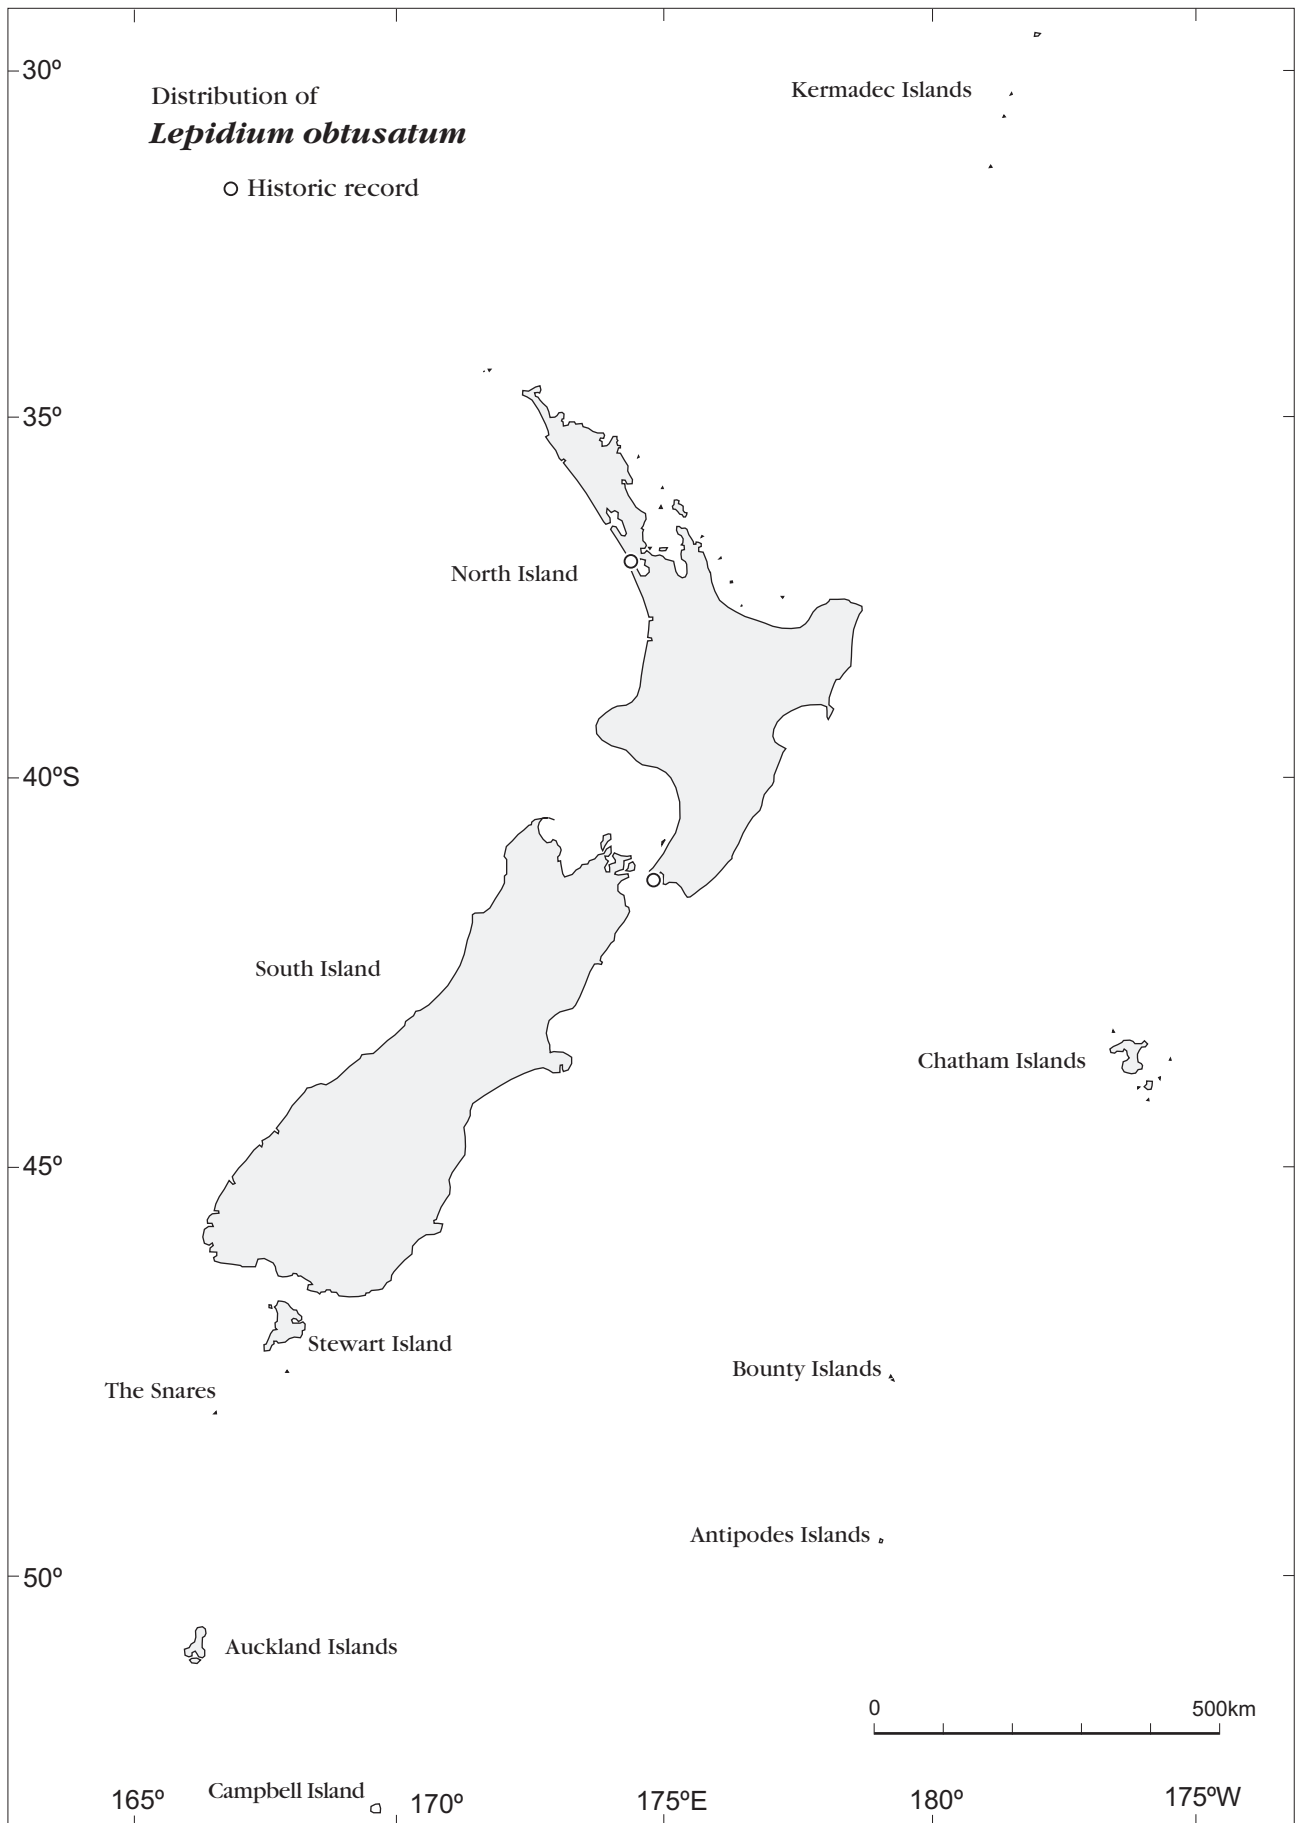 30º
Kermadec Islands
Distribution of
Lepidium obtusatum
Historic record
35º
North Island
40ºS
South Island
Chatham Islands
45º
Stewart Island
Bounty Islands
The Snares
Antipodes Islands
50º
Auckland Islands
0 500km
Campbell Island
165º 170º 175ºE 180º 175ºW